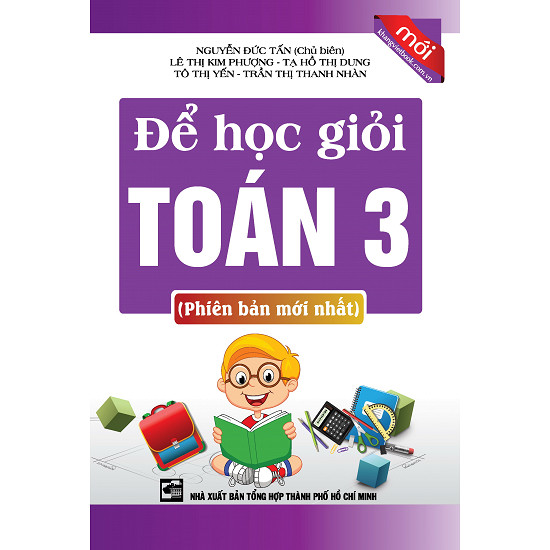 NGUYỄN ĐỨC TẤN (Chủ biên)
LÊ THỊ KIM PHƯỢNG - TẠ HỒ THỊ DUNG
TÔ THỊ YẾN - TRẦN THỊ THANH NHÀN
mới
khangvietbook.com.vn
Để học giỏi
TOÁN 3
(Phiên bản mới nhất)
NHÀ XUẤT BẢN TỔNG HỢP THÀNH PHỐ HỒ CHÍ MINH